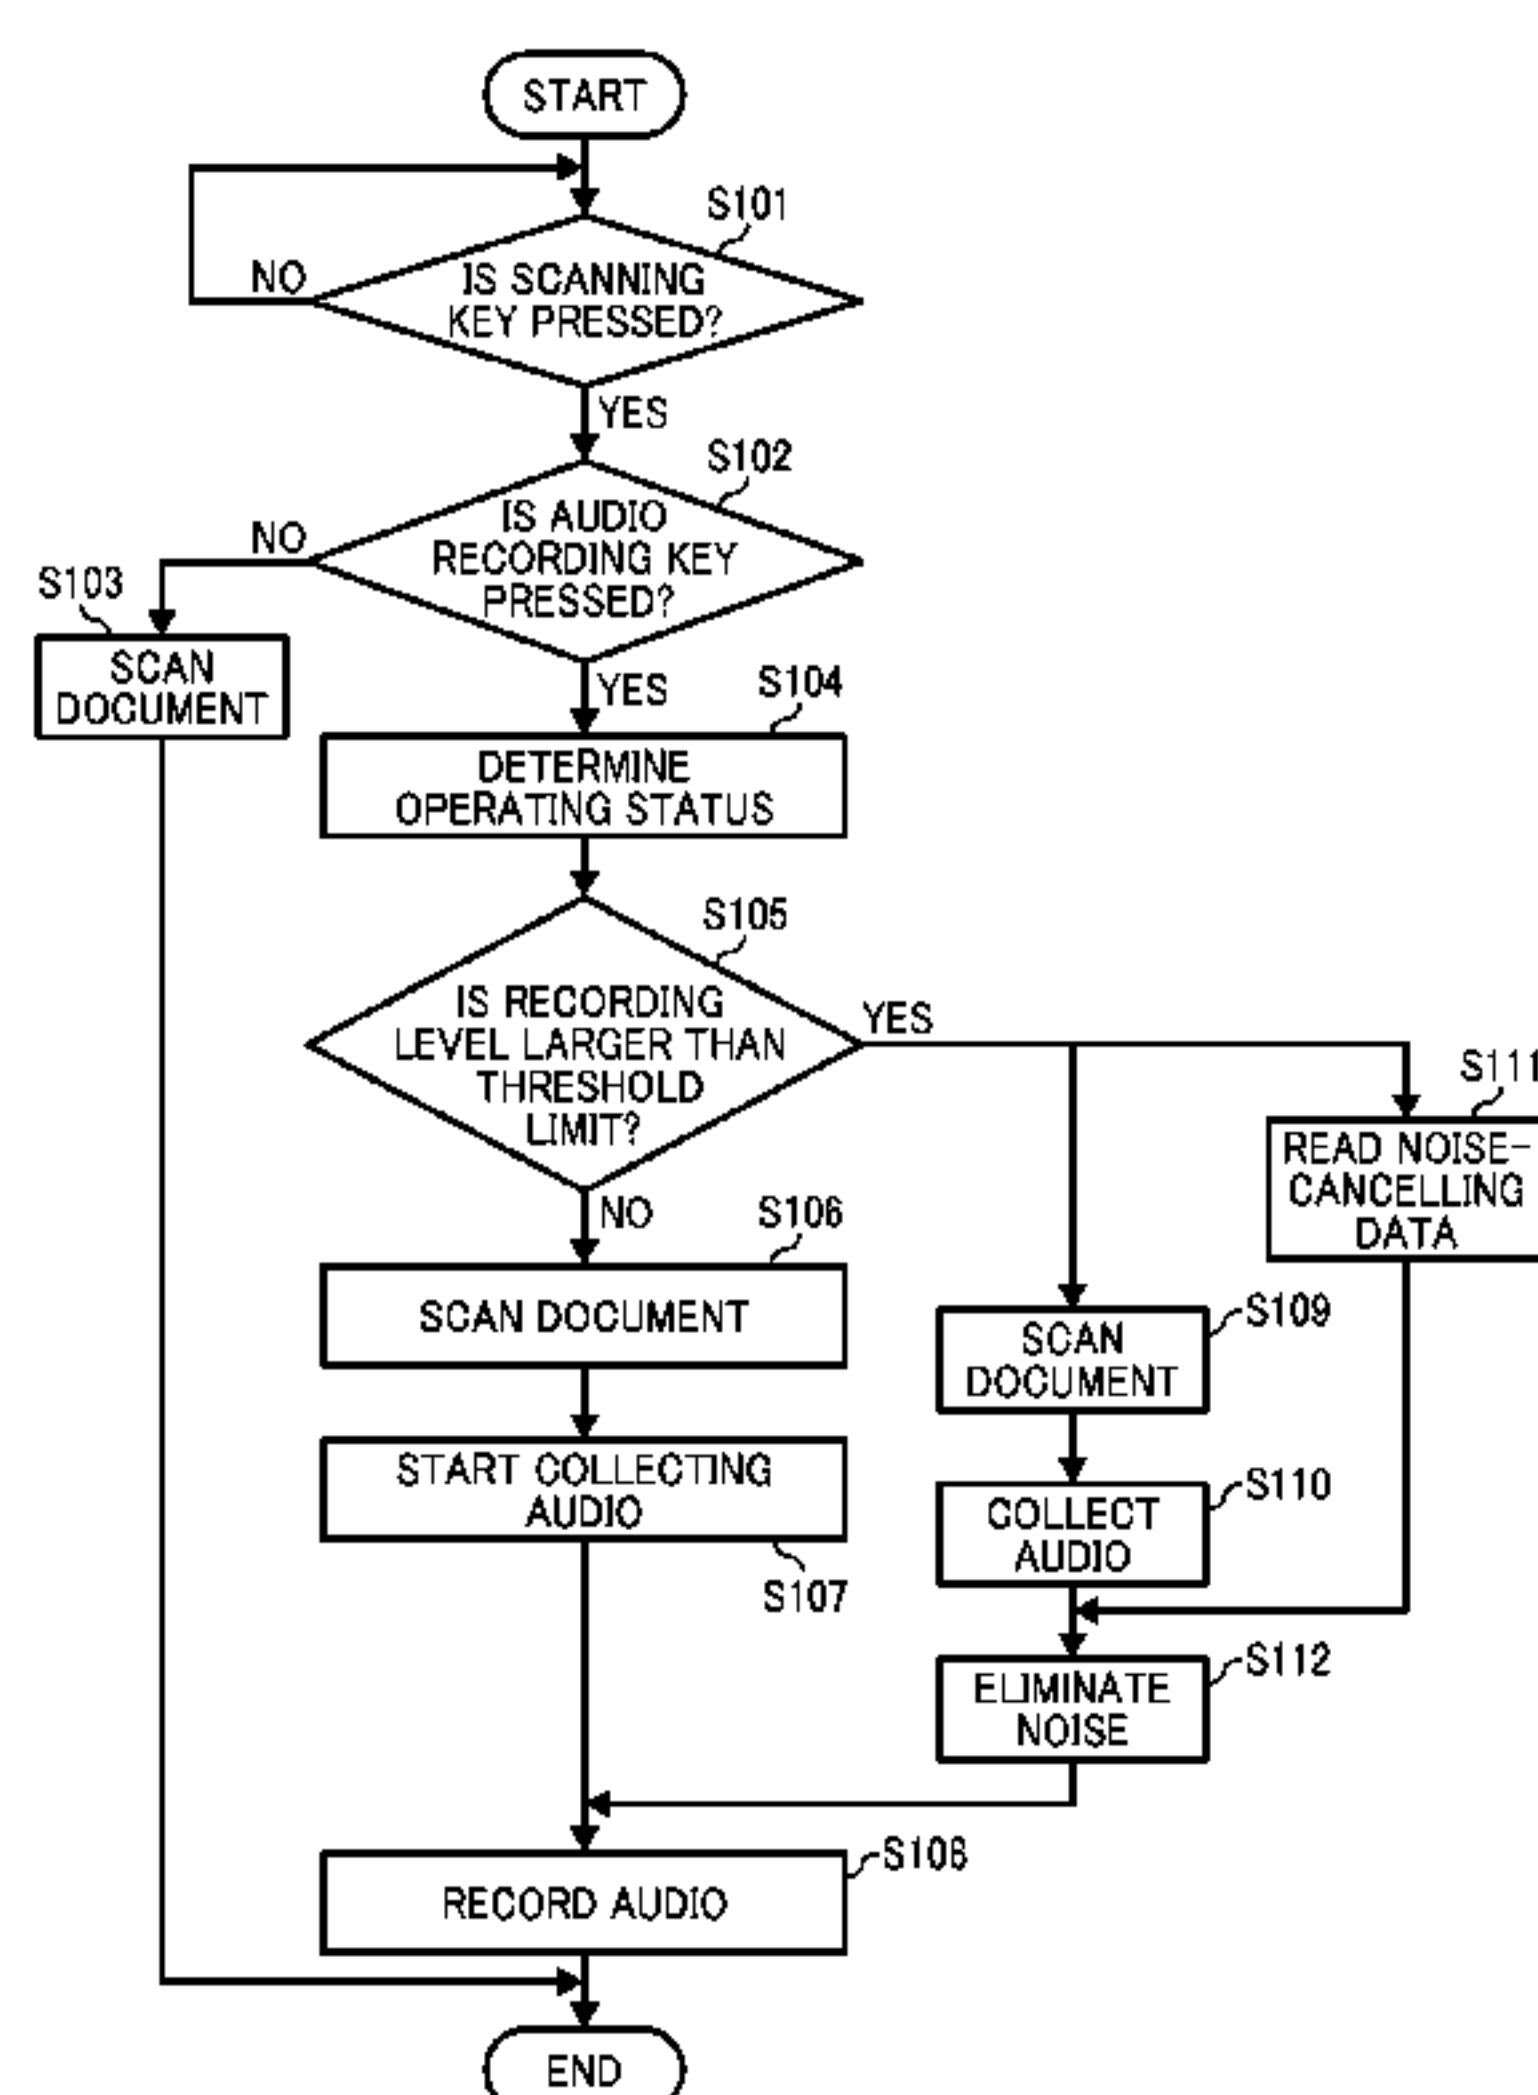 START
S101
NO
IS SCANNING
KEY PRESSED?
YES
S102
NO
IS AUDIO
RECORDING KEY
PRESSED?
S103
SCAN
DOCUMENT
YES
S104
DETERMINE
OPERATING STATUS
S105
IS RECORDING
LEVEL LARGER THAN
THRESHOLD
LIMIT?
YES
S111
READ NOISE-
CANCELLING
DATA
NO
S106
SCAN DOCUMENT
S109
SCAN
DOCUMENT
START COLLECTING
AUDIO
S107
S110
COLLECT
AUDIO
S112
ELIMINATE
NOISE
S108
RECORD AUDIO
END